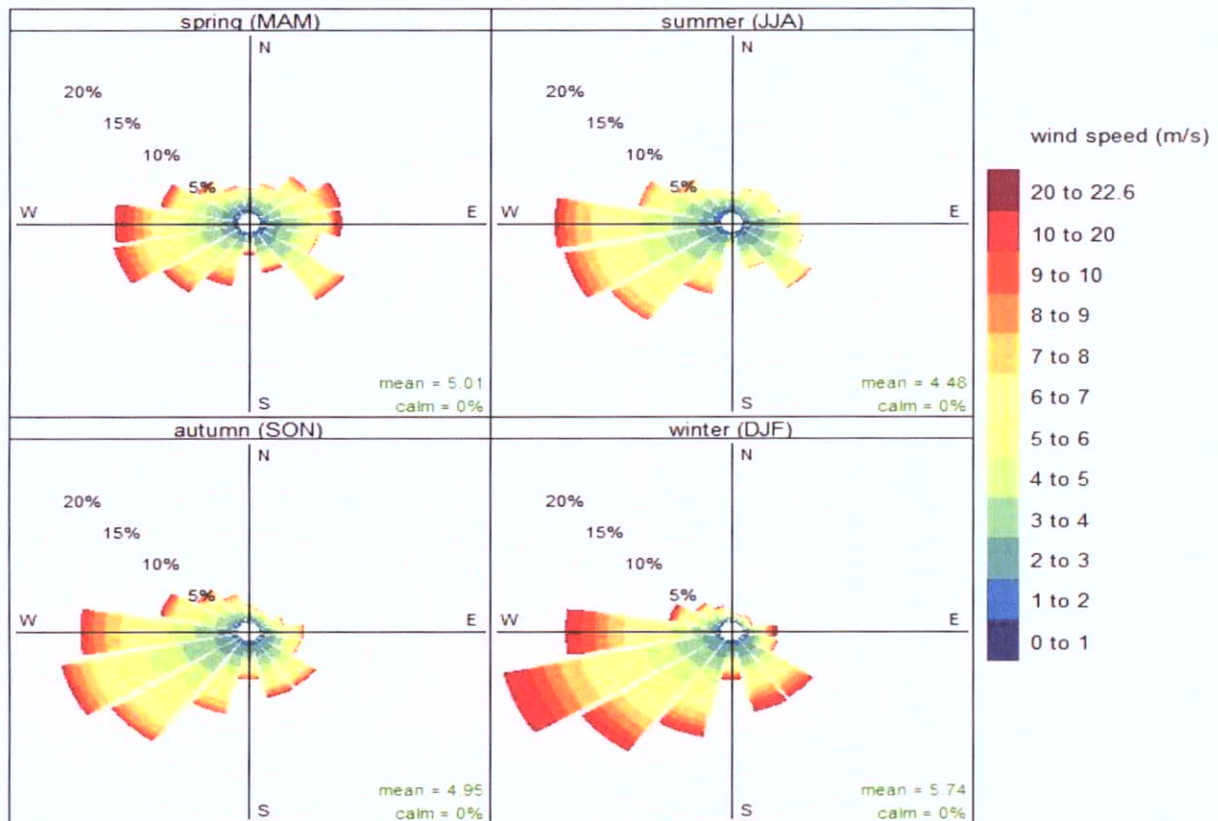 spring (MAM)
N
20%
15%
10%
5%
W
E
S
mean = 5.01
calm = 0%
summer (JJA)
N
20%
15%
10%
5%
W
E
S
mean = 4.48
calm = 0%
autumn (SON)
N
20%
15%
10%
5%
W
E
S
mean = 4.95
calm = 0%
winter (DJF)
N
20%
15%
10%
5%
W
E
S
mean = 5.74
calm = 0%
wind speed (m/s)
20 to 22.6
10 to 20
9 to 10
8 to 9
7 to 8
6 to 7
5 to 6
4 to 5
3 to 4
2 to 3
1 to 2
0 to 1